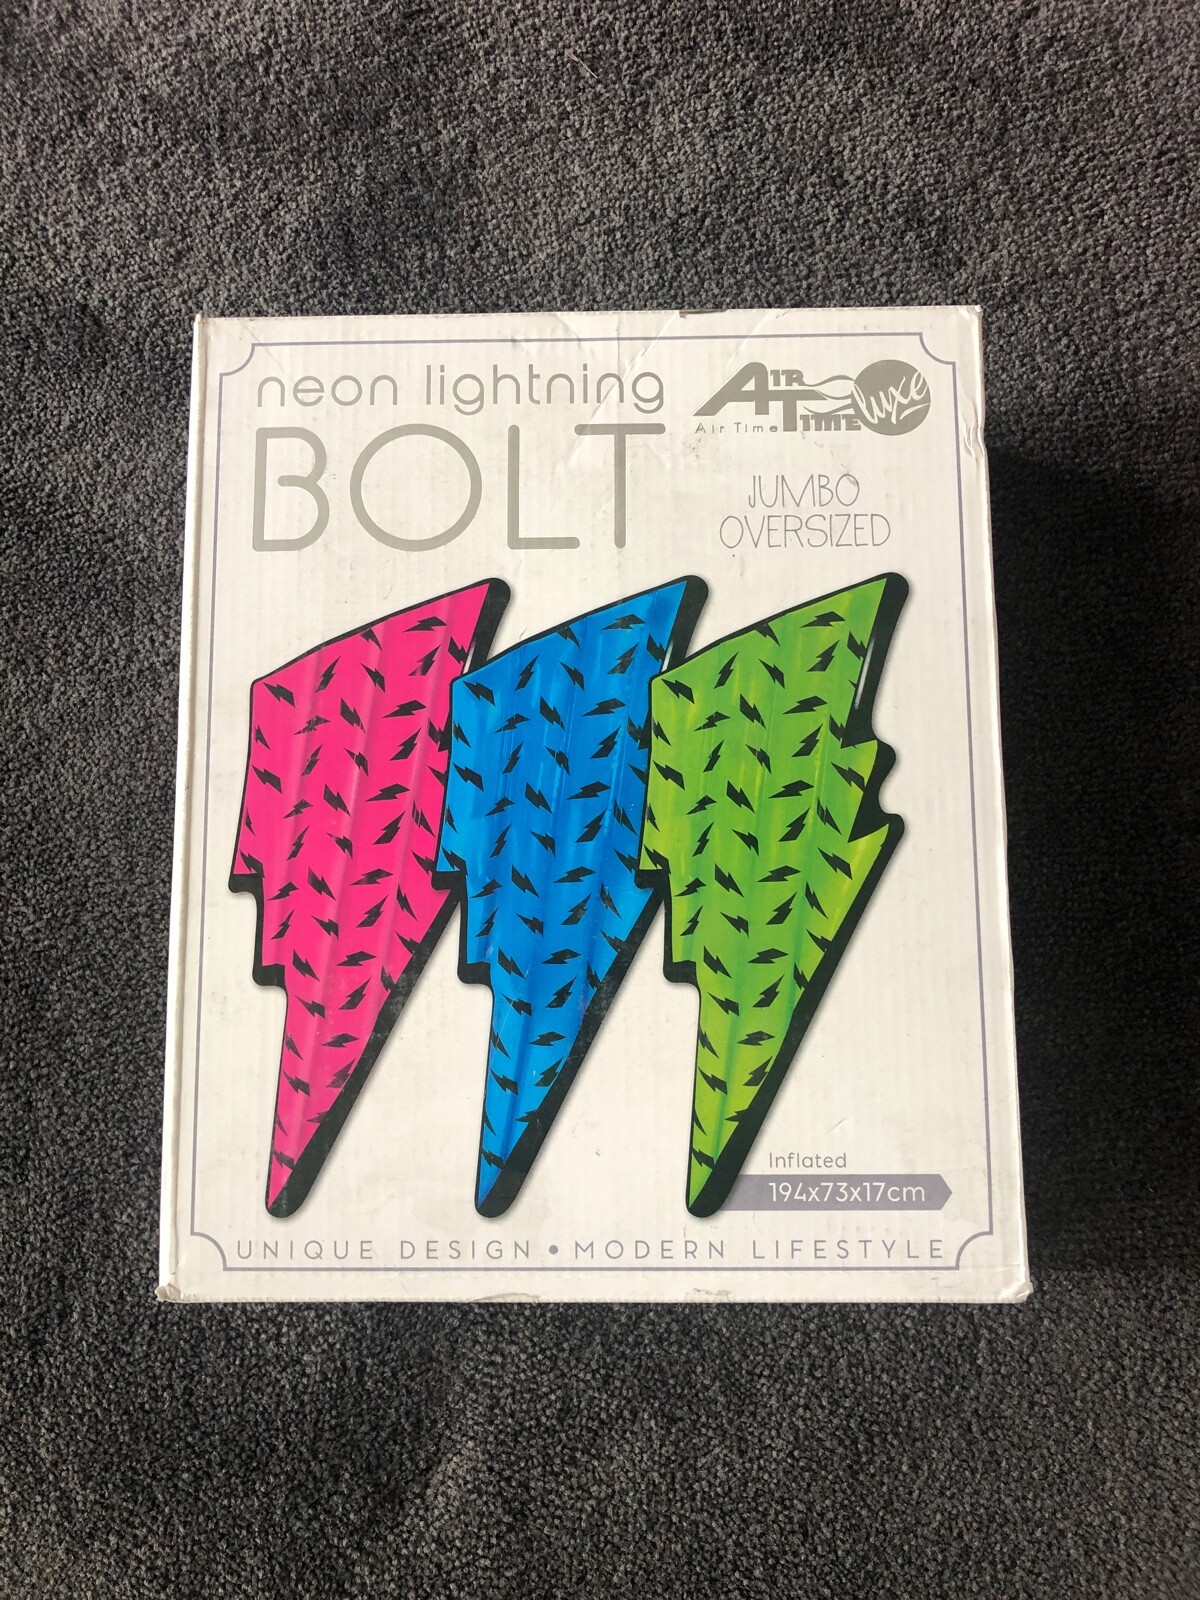 neon lightning
BOLT
AIR TIME luxe
Air Time
JUMBO
OVERSIZED
Inflated
194x73x17cm
UNIQUE DESIGN • MODERN LIFESTYLE